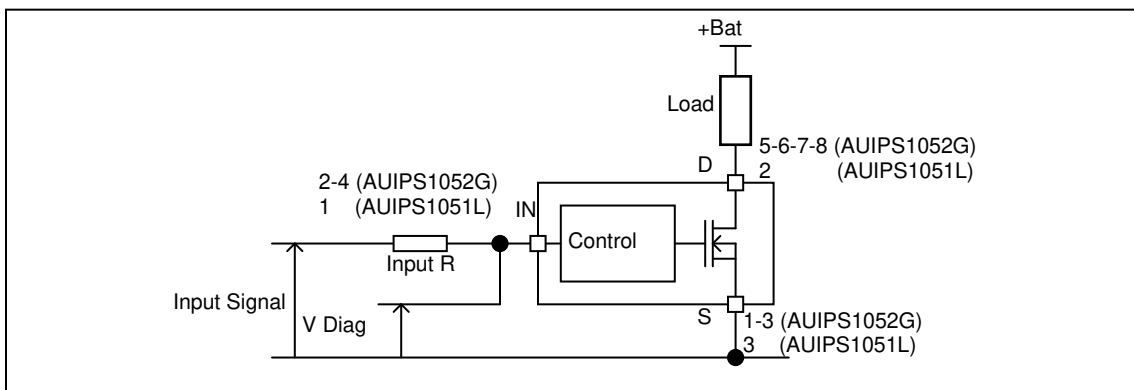 +Bat
Load
5-6-7-8 (AUIPS1052G)
D
2 (AUIPS1051L)
2-4 (AUIPS1052G)
1 (AUIPS1051L)
IN
Control
Input R
Input Signal
V Diag
S
1-3 (AUIPS1052G)
3 (AUIPS1051L)